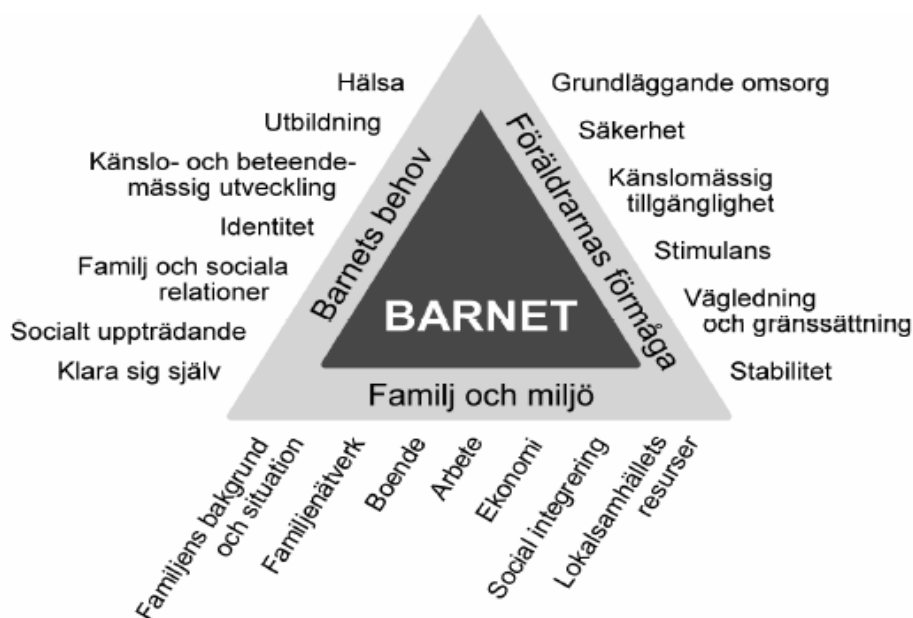 Hälsa
Utbildning
Känslo- och beteende-
mässig utveckling
Identitet
Familj och sociala
relationer
Socialt uppträdande
Klara sig själv
Barnets behov
BARNET
Föräldrarnas förmåga
Grundläggande omsorg
Säkerhet
Känslomässig
tillgänglighet
Stimulans
Vägledning
och gränssättning
Stabilitet
Familj och miljö
Familjens bakgrund
och situation
Familjenätverk
Boende
Arbete
Ekonomi
Social integrering
Lokalsamhällets
resurser